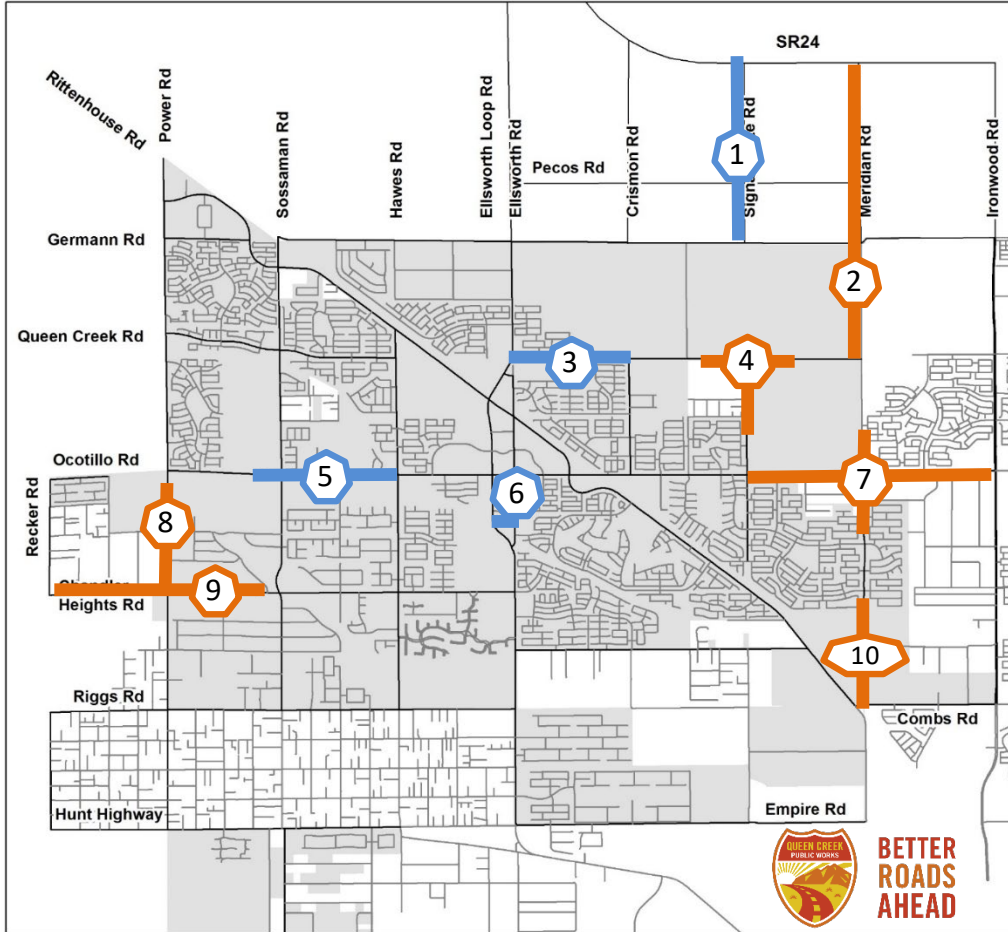 SR24
Rittenhouse Rd
Power Rd
Sossaman Rd
Hawes Rd
Ellsworth Loop Rd
Ellsworth Rd
Crismon Rd
Meridian Rd
Ironwood Rd
1
Pecos Rd
Germann Rd
2
Queen Creek Rd
3
4
Ocotillo Rd
5
6
7
Recker Rd
8
9
Heights Rd
10
Riggs Rd
Combs Rd
Hunt Highway
Empire Rd
QUEEN CREEK
PUBLIC WORKS
BETTER
ROADS
AHEAD